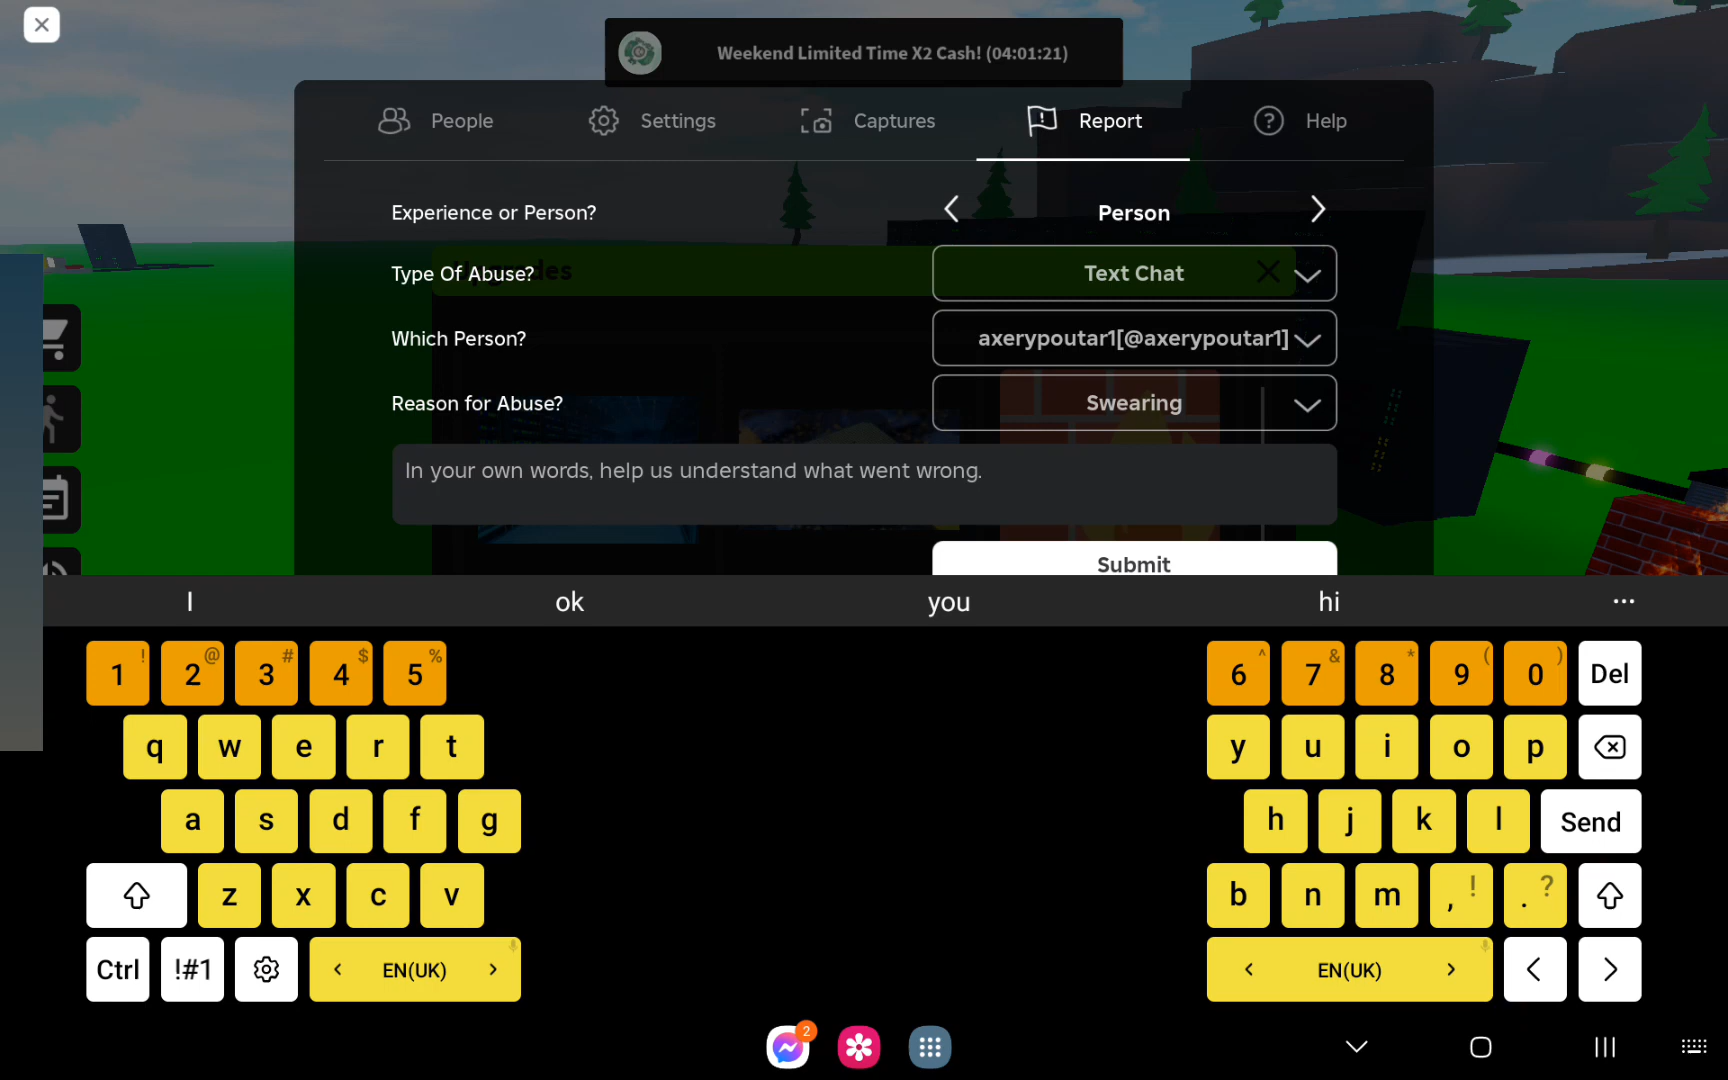 Weekend Limited Time X2 Cash! (04:01:21)
People Settings Captures Report Help
Experience or Person? Person
Type Of Abuse? Text Chat
Which Person? axerypoutar1[@axerypoutar1]
Reason for Abuse? Swearing
In your own words, help us understand what went wrong.
Submit
I ok you hi ...
1 ! 2 @ 3 # 4 $ 5 % 6 ^ 7 & 8 * 9 ( 0 ) Del
q w e r t y u i o p
a s d f g h j k l Send
z x c v b n m , ! . ?
Ctrl !#1 < EN(UK) > < EN(UK) > < >
2